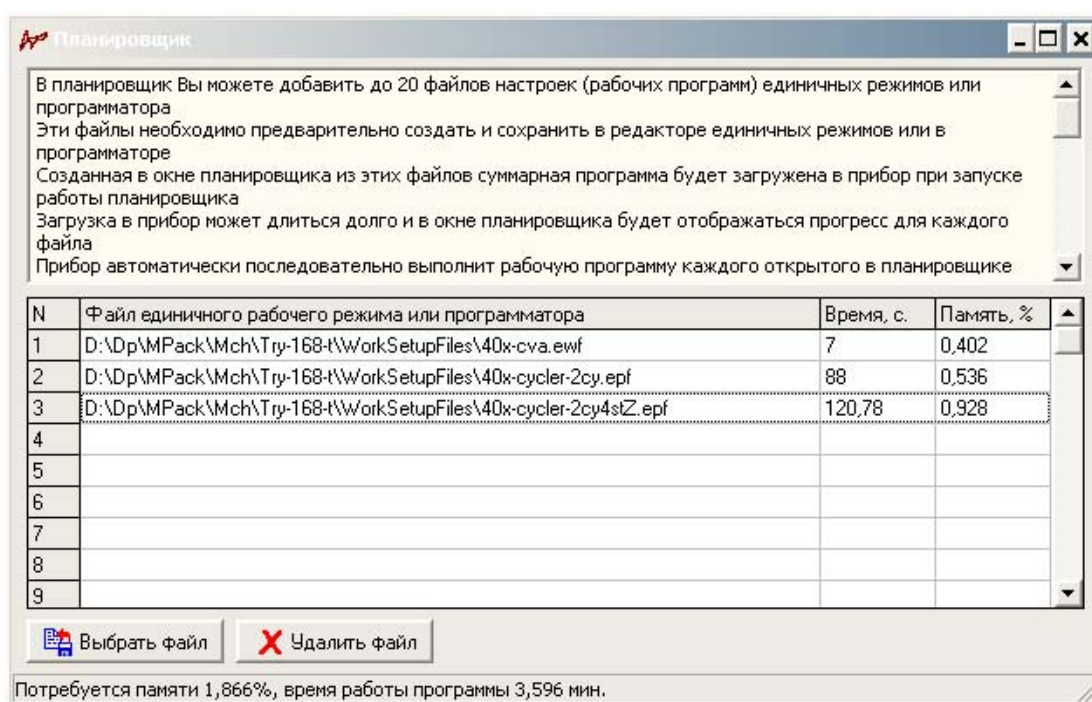 Планировщик
В планировщик Вы можете добавить до 20 файлов настроек (рабочих программ) единичных режимов или
программатора
Эти файлы необходимо предварительно создать и сохранить в редакторе единичных режимов или в
программаторе
Созданная в окне планировщика из этих файлов суммарная программа будет загружена в прибор при запуске
работы планировщика
Загрузка в прибор может длиться долго и в окне планировщика будет отображаться прогресс для каждого
файла
Прибор автоматически последовательно выполнит рабочую программу каждого открытого в планировщике
N Файл единичного рабочего режима или программатора Время, с. Память, %
1 D:\Dp\MPack\Mch\Try-168-t\WorkSetupFiles\40x-cva.ewf 7 0,402
2 D:\Dp\MPack\Mch\Try-168-t\WorkSetupFiles\40x-cycler-2cy.epf 88 0,536
3 D:\Dp\MPack\Mch\Try-168-t\WorkSetupFiles\40x-cycler-2cy4stZ.epf 120,78 0,928
4
5
6
7
8
9
Выбрать файл Удалить файл
Потребуется памяти 1,866%, время работы программы 3,596 мин.